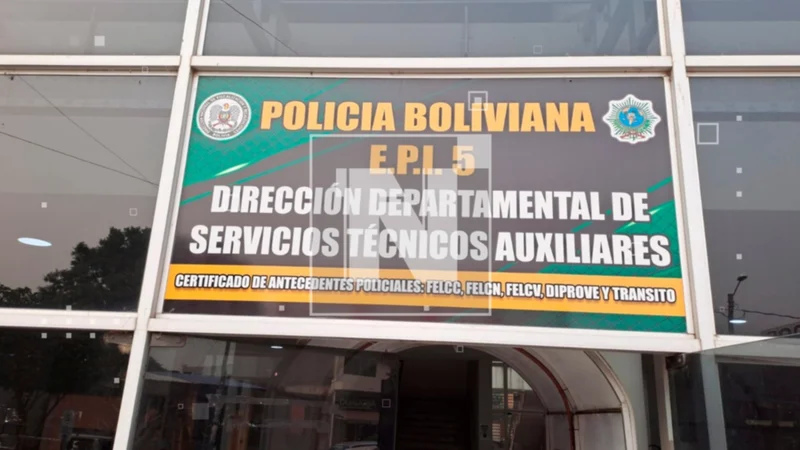 POLICIA BOLIVIANA
E.P.I. 5
DIRECCIÓN DEPARTAMENTAL DE
SERVICIOS TÉCNICOS AUXILIARES
CERTIFICADO DE ANTECEDENTES POLICIALES: FELCC, FELCN, FELCV, DIPROVE Y TRANSITO
N